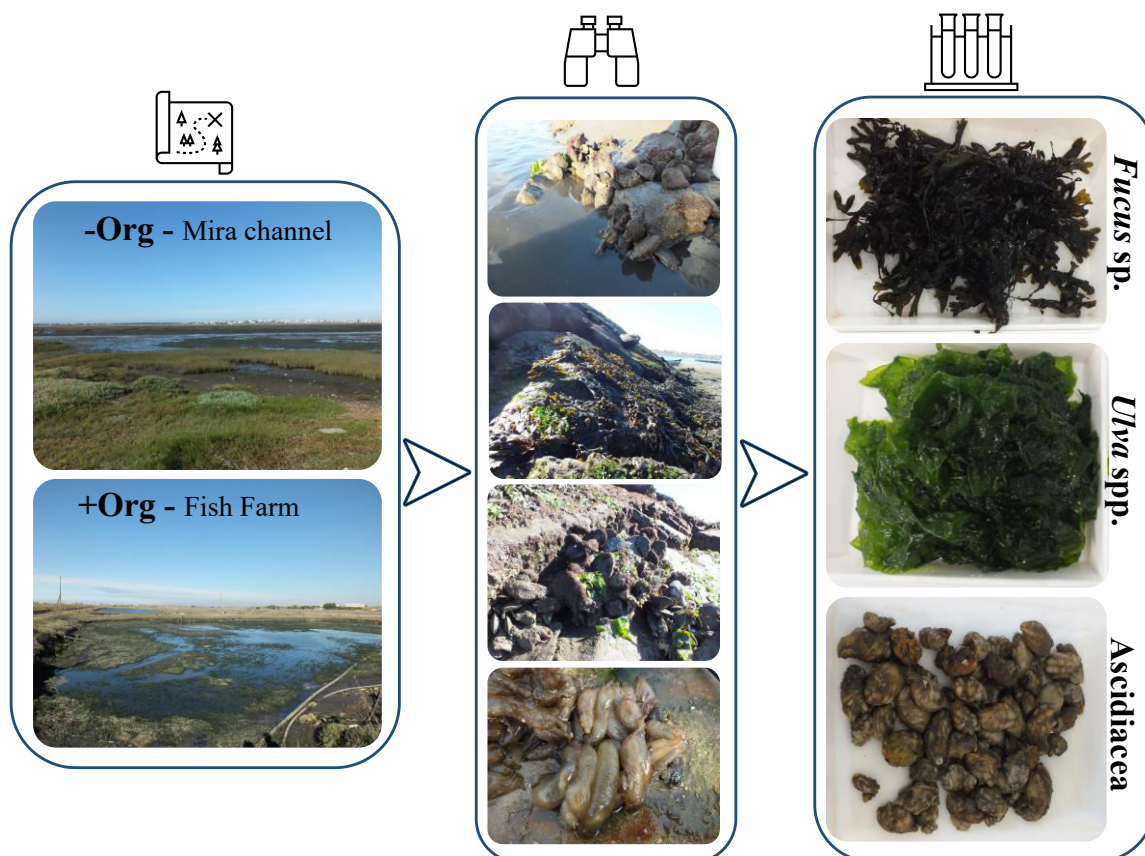 -Org - Mira channel
+Org - Fish Farm
Fucus sp.
Ulva spp.
Ascidiacea